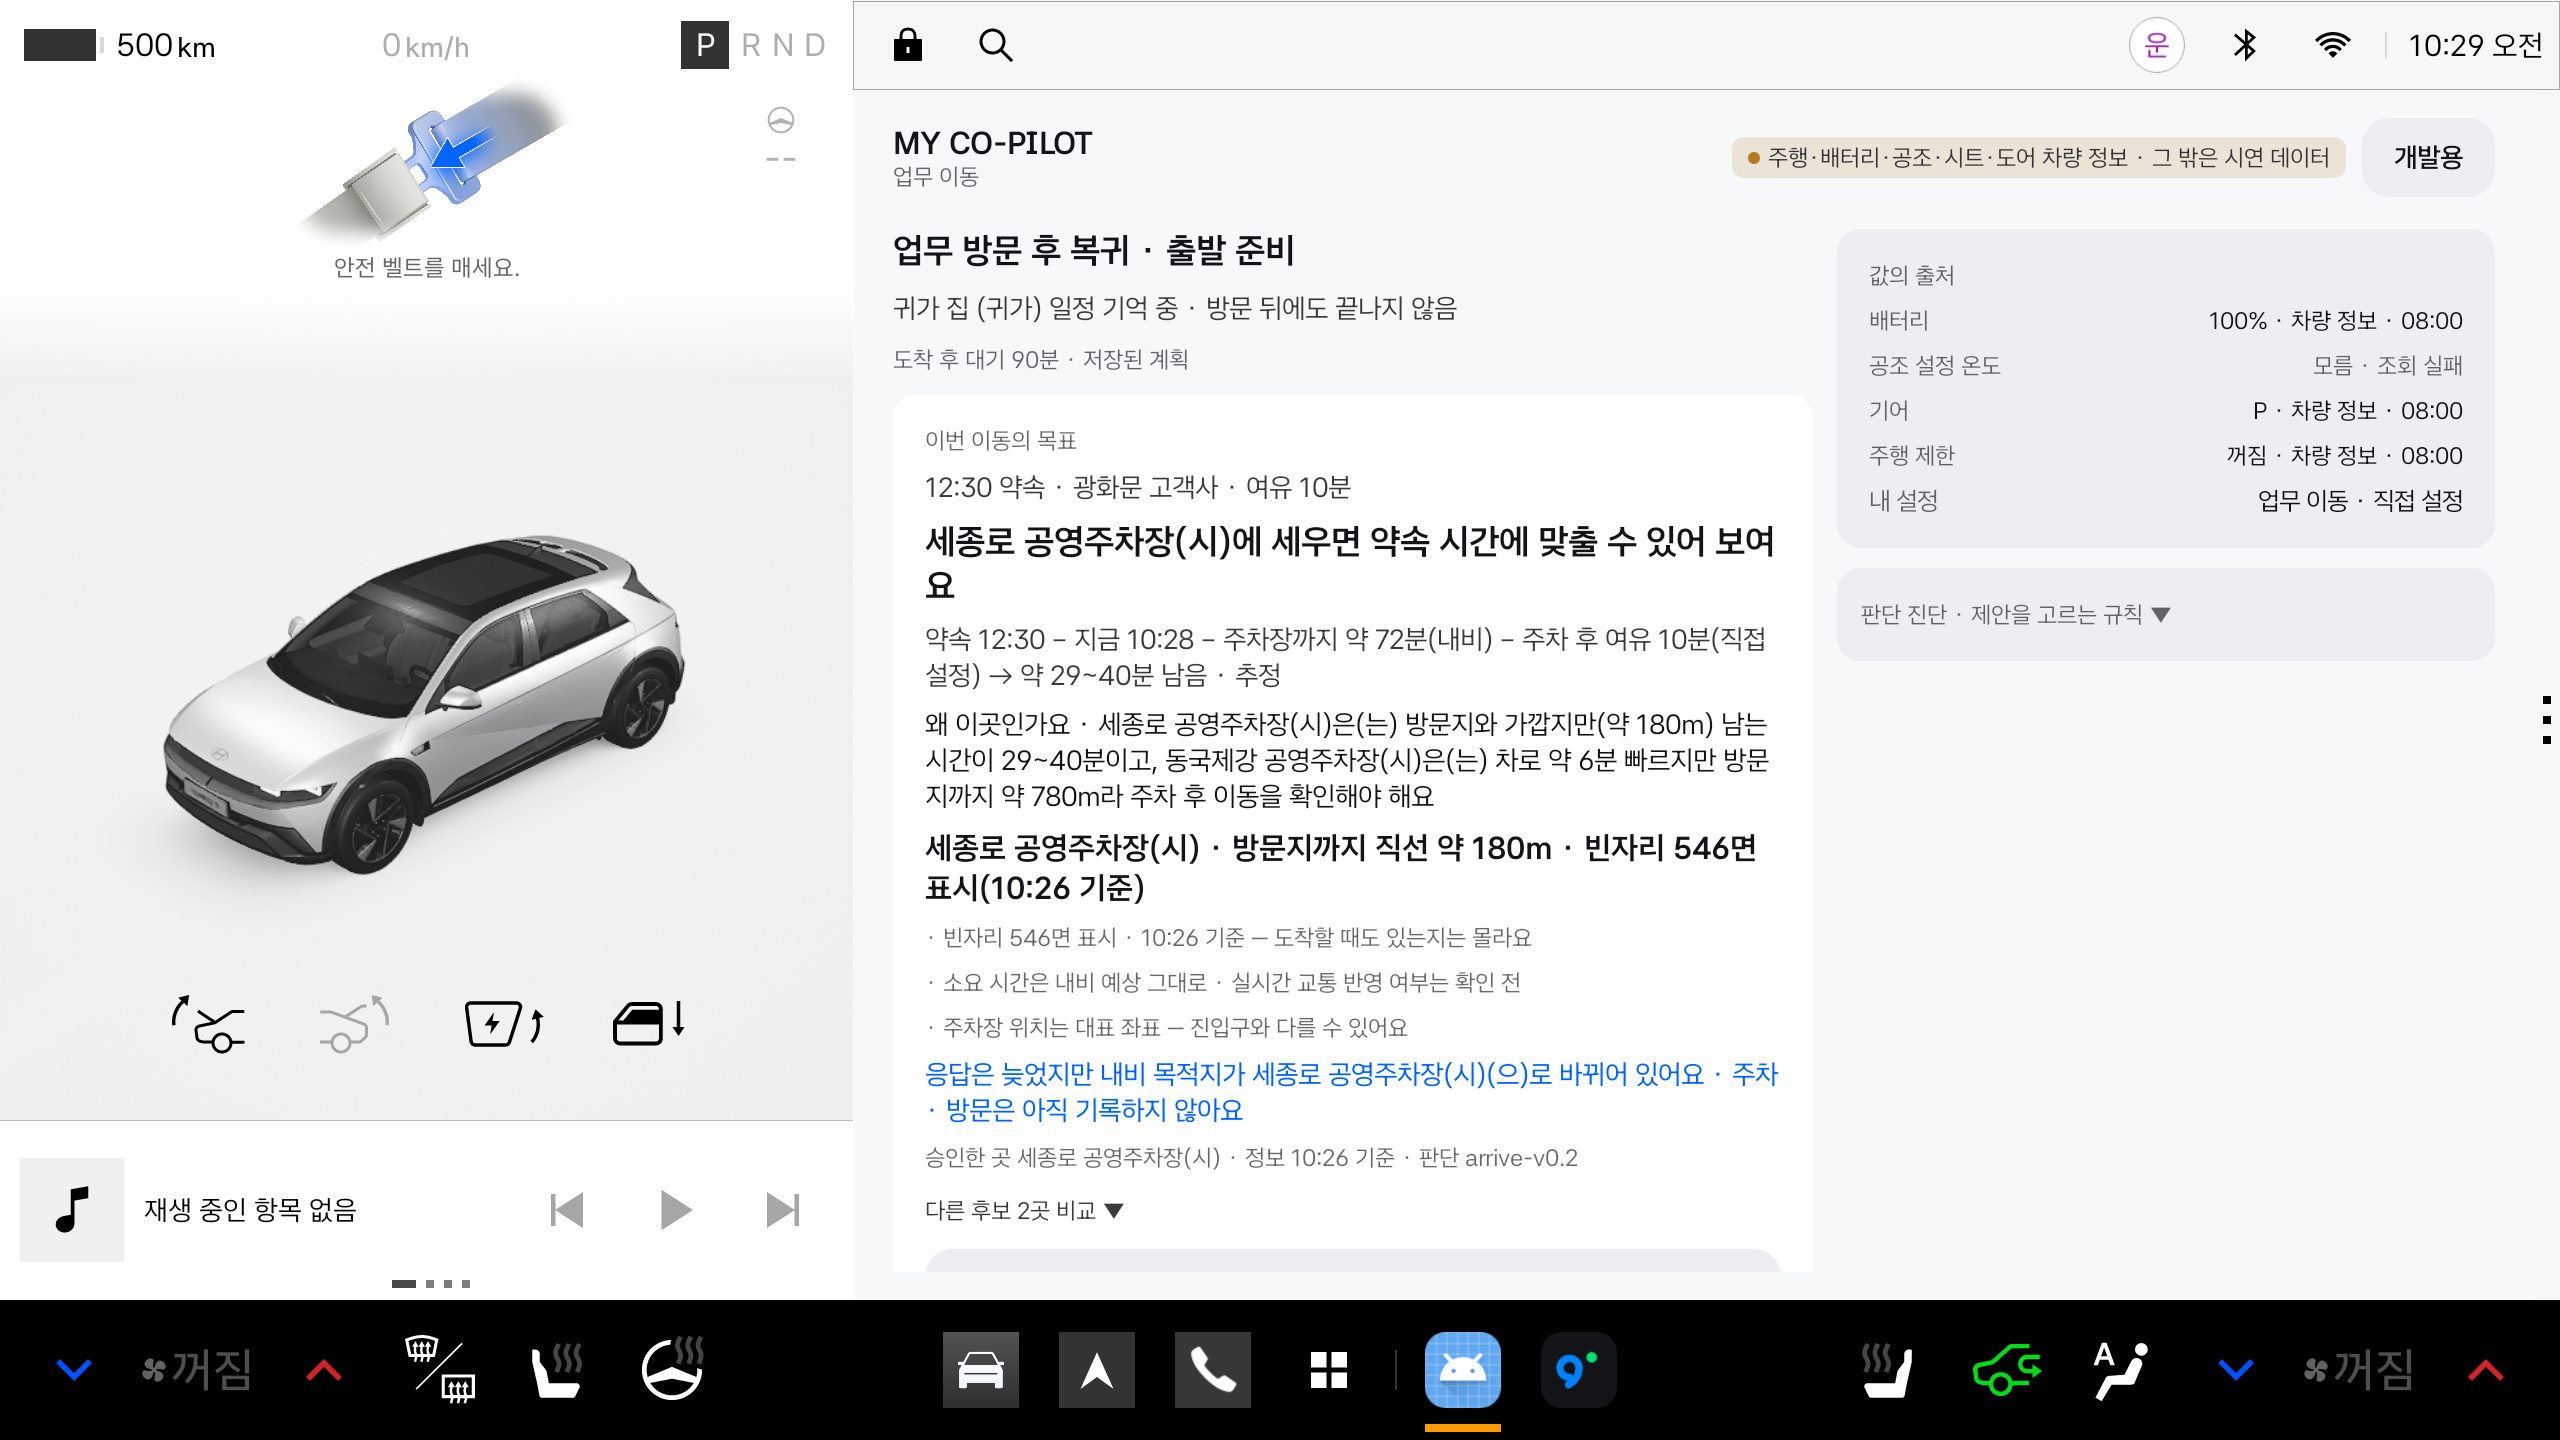 500 km
0 km/h
P R N D
안전 벨트를 매세요.
재생 중인 항목 없음
운
10:29 오전
MY CO-PILOT
업무 이동
주행·배터리·공조·시트·도어 차량 정보 · 그 밖은 시연 데이터
개발용
업무 방문 후 복귀 · 출발 준비
귀가 집 (귀가) 일정 기억 중 · 방문 뒤에도 끝나지 않음
도착 후 대기 90분 · 저장된 계획
이번 이동의 목표
12:30 약속 · 광화문 고객사 · 여유 10분
세종로 공영주차장(시)에 세우면 약속 시간에 맞출 수 있어 보여
요
약속 12:30 – 지금 10:28 – 주차장까지 약 72분(내비) – 주차 후 여유 10분(직접
설정) → 약 29~40분 남음 · 추정
왜 이곳인가요 · 세종로 공영주차장(시)은(는) 방문지와 가깝지만(약 180m) 남는
시간이 29~40분이고, 동국제강 공영주차장(시)은(는) 차로 약 6분 빠르지만 방문
지까지 약 780m라 주차 후 이동을 확인해야 해요
세종로 공영주차장(시) · 방문지까지 직선 약 180m · 빈자리 546면
표시(10:26 기준)
· 빈자리 546면 표시 · 10:26 기준 — 도착할 때도 있는지는 몰라요
· 소요 시간은 내비 예상 그대로 · 실시간 교통 반영 여부는 확인 전
· 주차장 위치는 대표 좌표 — 진입구와 다를 수 있어요
응답은 늦었지만 내비 목적지가 세종로 공영주차장(시)(으)로 바뀌어 있어요 · 주차
· 방문은 아직 기록하지 않아요
승인한 곳 세종로 공영주차장(시) · 정보 10:26 기준 · 판단 arrive-v0.2
다른 후보 2곳 비교 ▼
값의 출처
배터리 100% · 차량 정보 · 08:00
공조 설정 온도 모름 · 조회 실패
기어 P · 차량 정보 · 08:00
주행 제한 꺼짐 · 차량 정보 · 08:00
내 설정 업무 이동 · 직접 설정
판단 진단 · 제안을 고르는 규칙 ▼
꺼짐
A
꺼짐